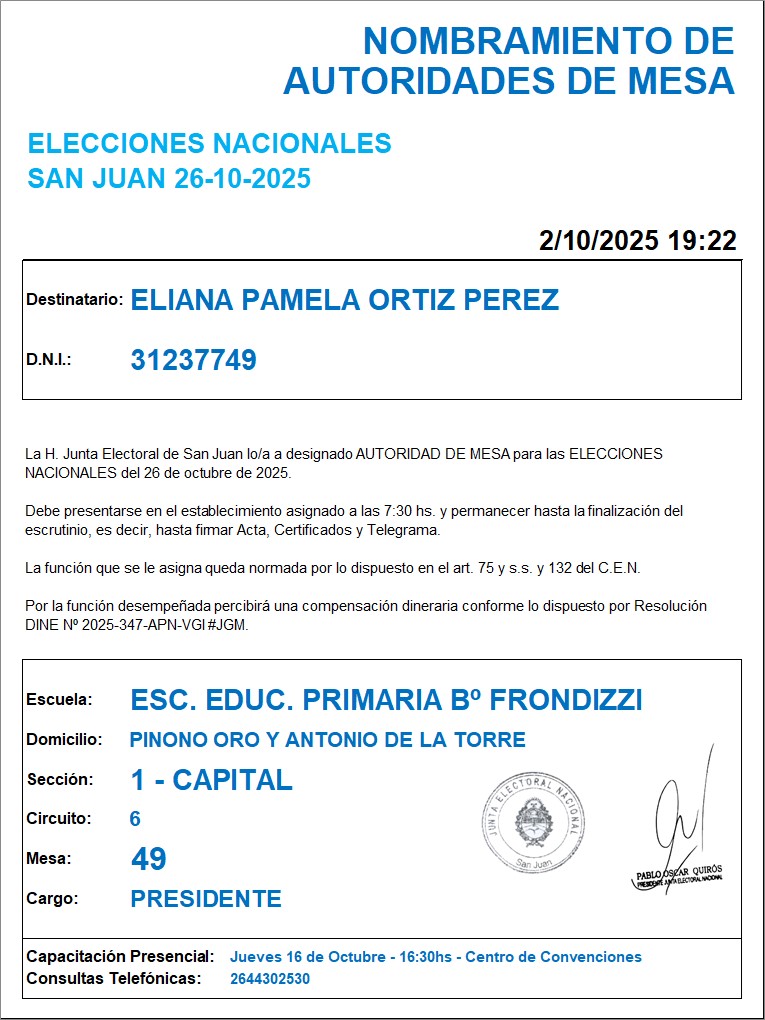 NOMBRAMIENTO DE
AUTORIDADES DE MESA
ELECCIONES NACIONALES
SAN JUAN 26-10-2025
2/10/2025 19:22
Destinatario: ELIANA PAMELA ORTIZ PEREZ
D.N.I.: 31237749
La H. Junta Electoral de San Juan lo/a a designado AUTORIDAD DE MESA para las ELECCIONES
NACIONALES del 26 de octubre de 2025.
Debe presentarse en el establecimiento asignado a las 7:30 hs. y permanecer hasta la finalización del
escrutinio, es decir, hasta firmar Acta, Certificados y Telegrama.
La función que se le asigna queda normada por lo dispuesto en el art. 75 y s.s. y 132 del C.E.N.
Por la función desempeñada percibirá una compensación dineraria conforme lo dispuesto por Resolución
DINE Nº 2025-347-APN-VGI#JGM.
Escuela: ESC. EDUC. PRIMARIA Bº FRONDIZZI
Domicilio: PINONO ORO Y ANTONIO DE LA TORRE
Sección: 1 - CAPITAL
Circuito: 6
Mesa: 49
Cargo: PRESIDENTE
JUNTA ELECTORAL NACIONAL
San Juan
PABLO OSCAR QUIRÓS
PRESIDENTE JUNTA ELECTORAL NACIONAL
Capacitación Presencial: Jueves 16 de Octubre - 16:30hs - Centro de Convenciones
Consultas Telefónicas: 2644302530